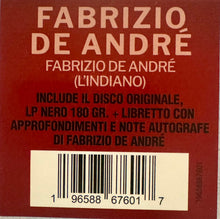 FABRIZIO
DE ANDRÉ
FABRIZIO DE ANDRÉ
(L'INDIANO)
INCLUDE IL DISCO ORIGINALE,
LP NERO 180 GR. + LIBRETTO CON
APPROFONDIMENTI E NOTE AUTOGRAFE
DI FABRIZIO DE ANDRÉ
1 96588 67601 7
19658867601